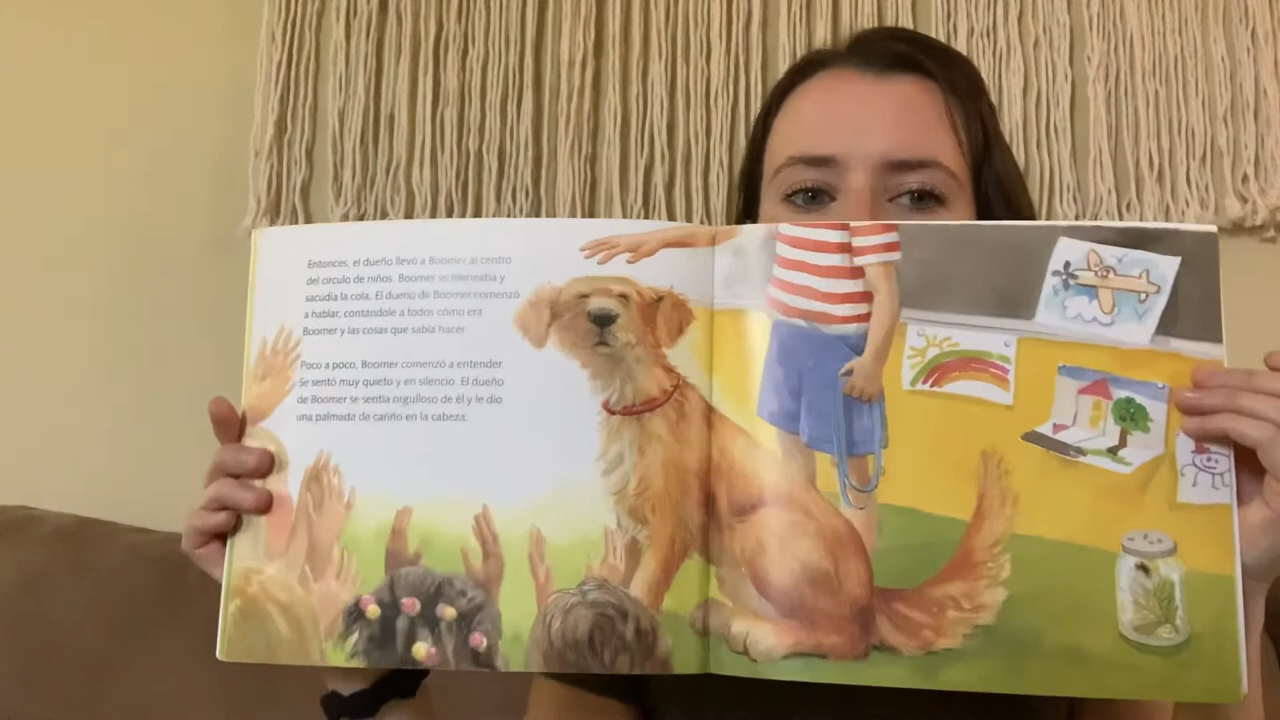 Entonces, el dueño llevó a Boomer al centro
del círculo de niños. Boomer se meneaba y
sacudía la cola. El dueño de Boomer comenzó
a hablar, contándole a todos cómo era
Boomer y las cosas que sabía hacer.
Poco a poco, Boomer comenzó a entender.
Se sentó muy quieto y en silencio. El dueño
de Boomer se sentía orgulloso de él y le dio
una palmada de cariño en la cabeza.